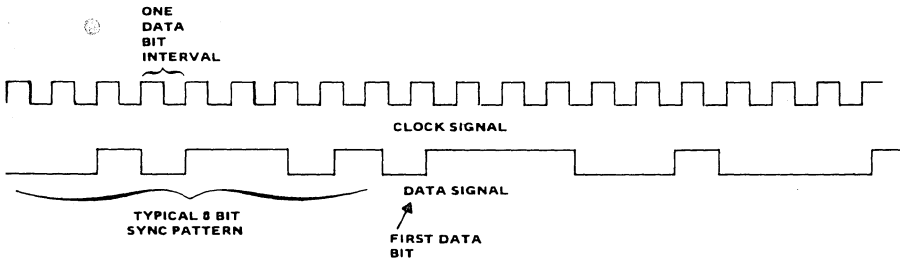 ONE
DATA
BIT
INTERVAL
CLOCK SIGNAL
DATA SIGNAL
TYPICAL 8 BIT
SYNC PATTERN
FIRST DATA
BIT